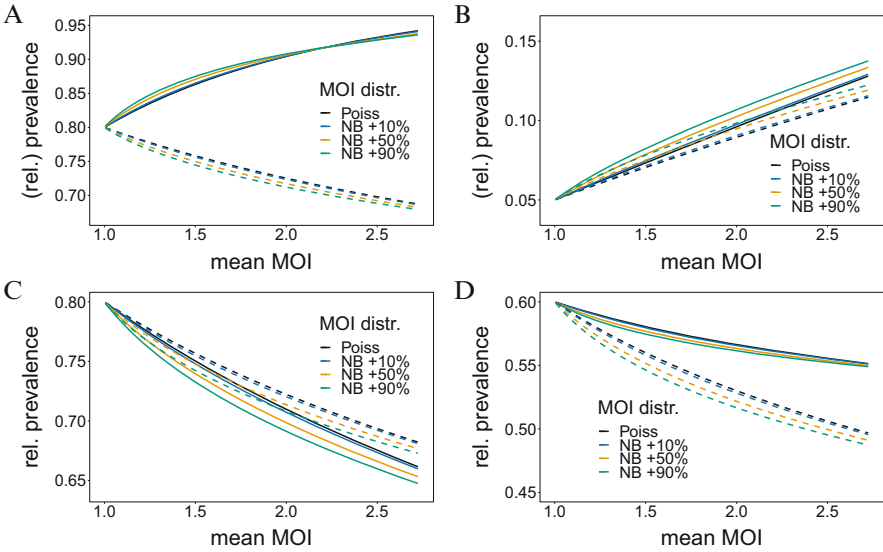 A
(rel.) prevalence
0.95
0.90
0.85
0.80
0.75
0.70
MOI distr.
Poiss
NB +10%
NB +50%
NB +90%
1.0
1.5
2.0
2.5
mean MOI
B
(rel.) prevalence
0.15
0.10
0.05
MOI distr.
Poiss
NB +10%
NB +50%
NB +90%
1.0
1.5
2.0
2.5
mean MOI
C
rel. prevalence
0.80
0.75
0.70
0.65
MOI distr.
Poiss
NB +10%
NB +50%
NB +90%
1.0
1.5
2.0
2.5
mean MOI
D
rel. prevalence
0.60
0.55
0.50
0.45
MOI distr.
Poiss
NB +10%
NB +50%
NB +90%
1.0
1.5
2.0
2.5
mean MOI